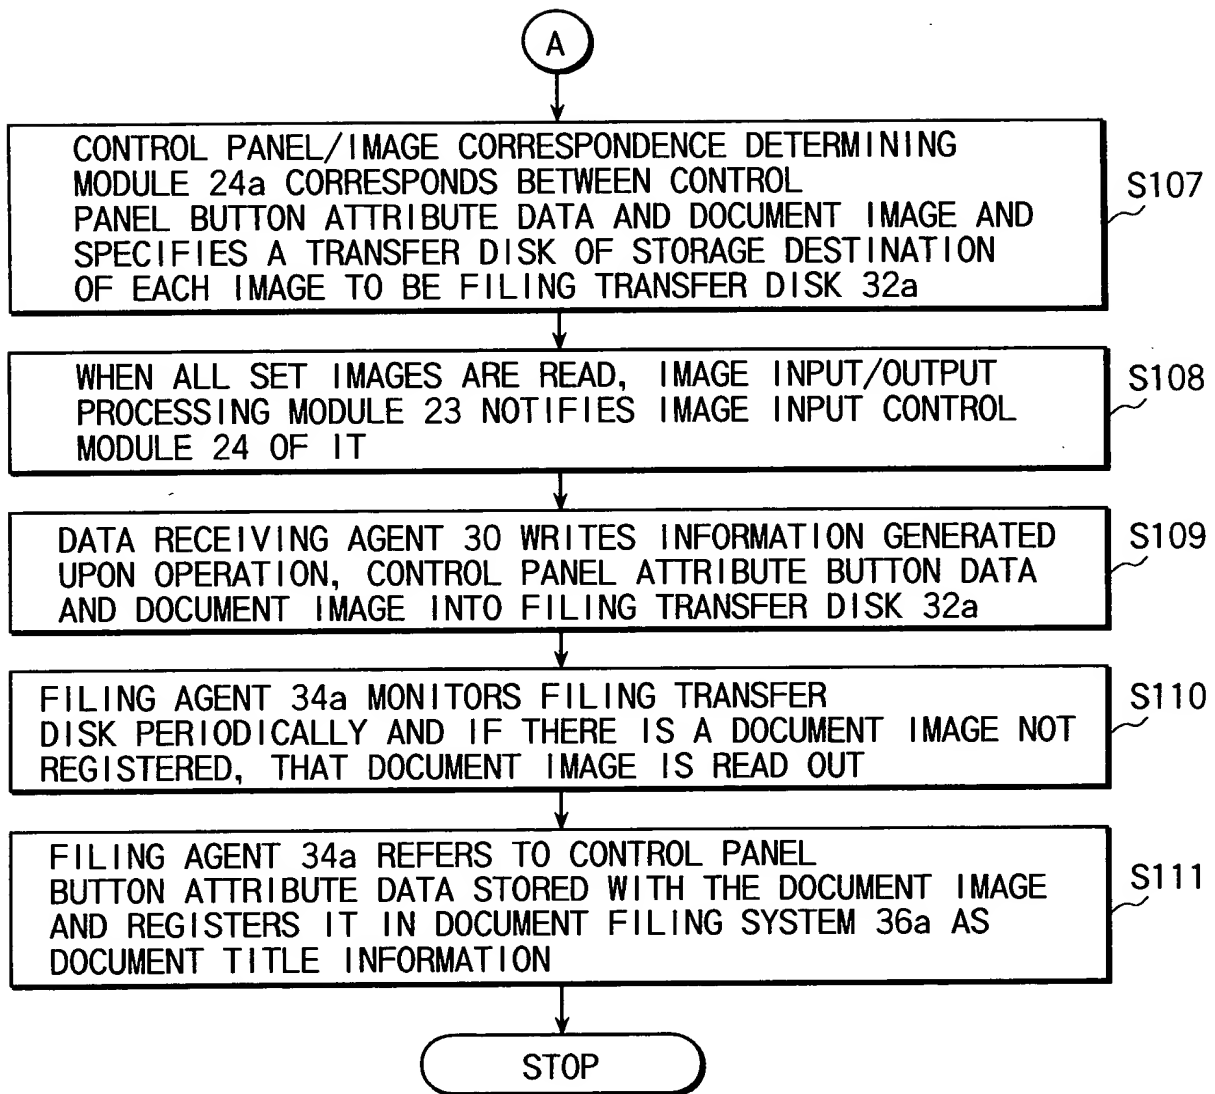 A
CONTROL PANEL/IMAGE CORRESPONDENCE DETERMINING
MODULE 24a CORRESPONDS BETWEEN CONTROL
PANEL BUTTON ATTRIBUTE DATA AND DOCUMENT IMAGE AND
SPECIFIES A TRANSFER DISK OF STORAGE DESTINATION
OF EACH IMAGE TO BE FILING TRANSFER DISK 32a
S107
WHEN ALL SET IMAGES ARE READ, IMAGE INPUT/OUTPUT
PROCESSING MODULE 23 NOTIFIES IMAGE INPUT CONTROL
MODULE 24 OF IT
S108
DATA RECEIVING AGENT 30 WRITES INFORMATION GENERATED
UPON OPERATION, CONTROL PANEL ATTRIBUTE BUTTON DATA
AND DOCUMENT IMAGE INTO FILING TRANSFER DISK 32a
S109
FILING AGENT 34a MONITORS FILING TRANSFER
DISK PERIODICALLY AND IF THERE IS A DOCUMENT IMAGE NOT
REGISTERED, THAT DOCUMENT IMAGE IS READ OUT
S110
FILING AGENT 34a REFERS TO CONTROL PANEL
BUTTON ATTRIBUTE DATA STORED WITH THE DOCUMENT IMAGE
AND REGISTERS IT IN DOCUMENT FILING SYSTEM 36a AS
DOCUMENT TITLE INFORMATION
S111
STOP